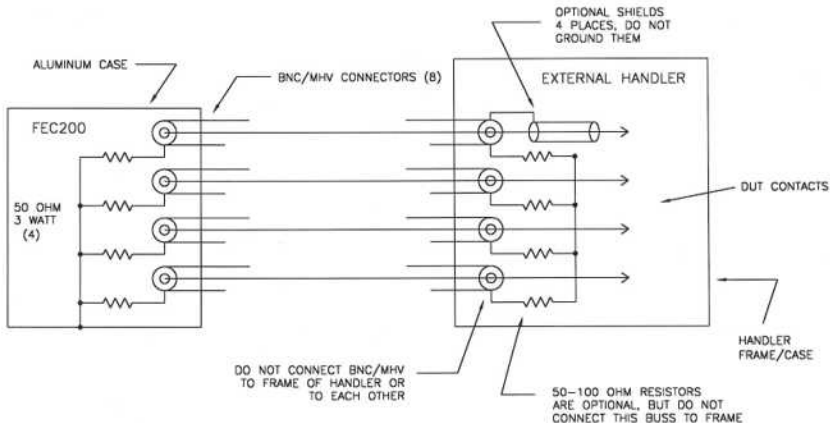 OPTIONAL SHIELDS
4 PLACES, DO NOT
GROUND THEM
ALUMINUM CASE
BNC/MHV CONNECTORS (8)
EXTERNAL HANDLER
FEC200
50 OHM
3 WATT
(4)
DUT CONTACTS
HANDLER
FRAME/CASE
DO NOT CONNECT BNC/MHV
TO FRAME OF HANDLER OR
TO EACH OTHER
50-100 OHM RESISTORS
ARE OPTIONAL, BUT DO NOT
CONNECT THIS BUSS TO FRAME